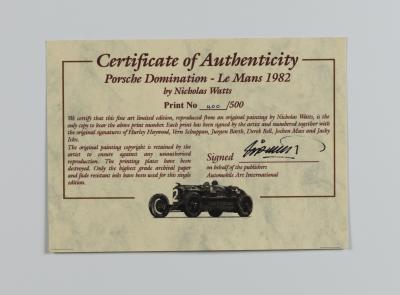 Certificate of Authenticity
Porsche Domination - Le Mans 1982
by Nicholas Watts
Print No 400 /500
We certify that this fine art limited edition, reproduced from an original painting by Nicholas Watts, is the
only copy to bear the above print number. Each print has been signed by the artist and numbered together with
the original signatures of Hurley Haywood, Vern Schuppan, Juergen Barth, Derek Bell, Jochen Mass and Jacky
Ickx.
The original painting copyright is retained by the
artist to ensure against any unauthorised
reproduction. The printing plates have been
destroyed. Only the highest grade archival paper
and fade resistant inks have been used for this single
edition.
Signed
on behalf of the publishers
Automobile Art International